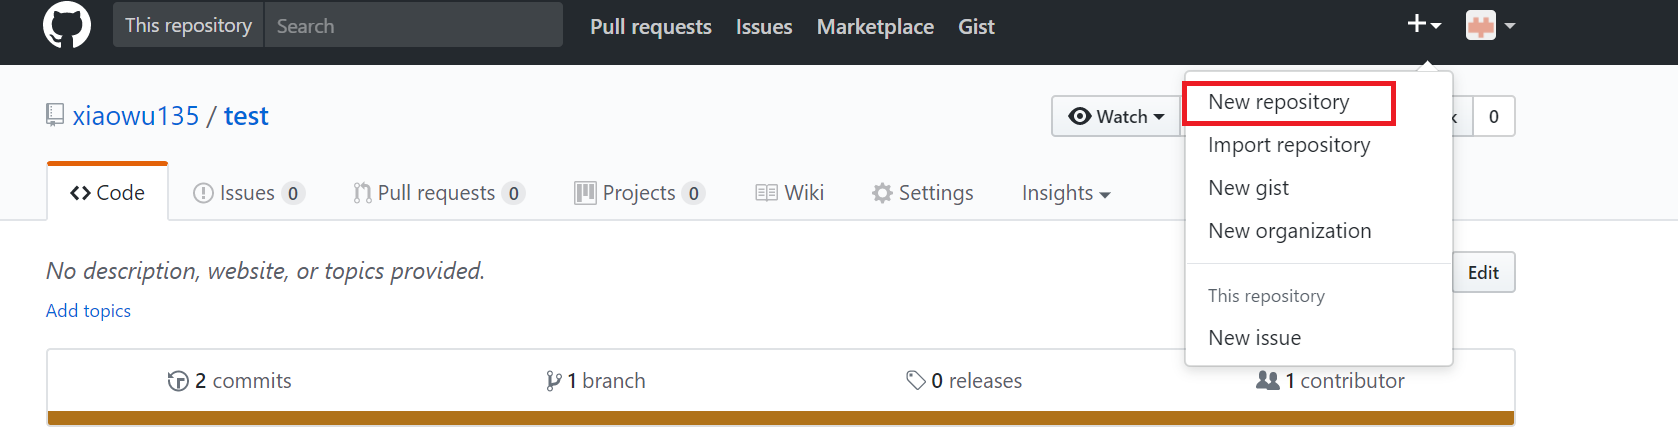 This repository Search Pull requests Issues Marketplace Gist
xiaowu135 / test
Watch
0
New repository
Import repository
New gist
New organization
This repository
New issue
Code Issues 0 Pull requests 0 Projects 0 Wiki Settings Insights
No description, website, or topics provided.
Edit
Add topics
2 commits 1 branch 0 releases 1 contributor